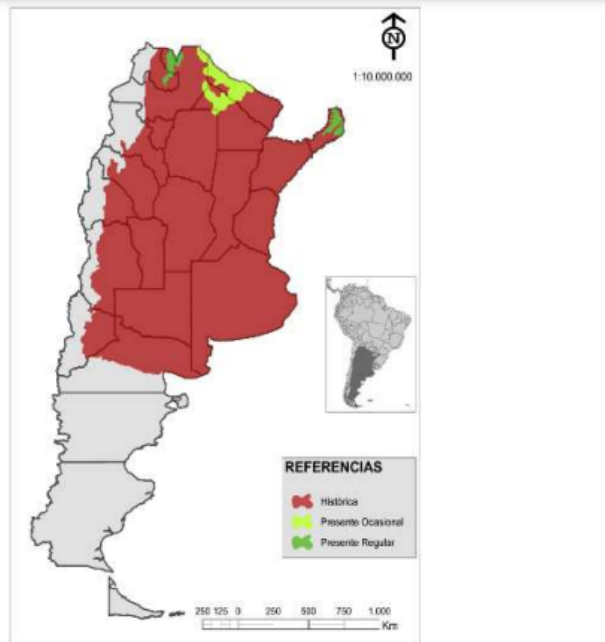 N
1:10.000.000
REFERENCIAS
Histórica
Presente Ocasional
Presente Regular
250 125 0 250 500 750 1.000
Km